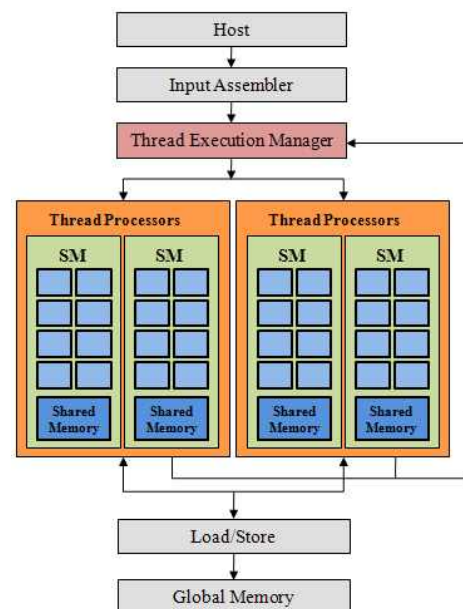 Host
Input Assembler
Thread Execution Manager
Thread Processors
Thread Processors
SM
SM
SM
SM
Shared
Memory
Shared
Memory
Shared
Memory
Shared
Memory
Load/Store
Global Memory